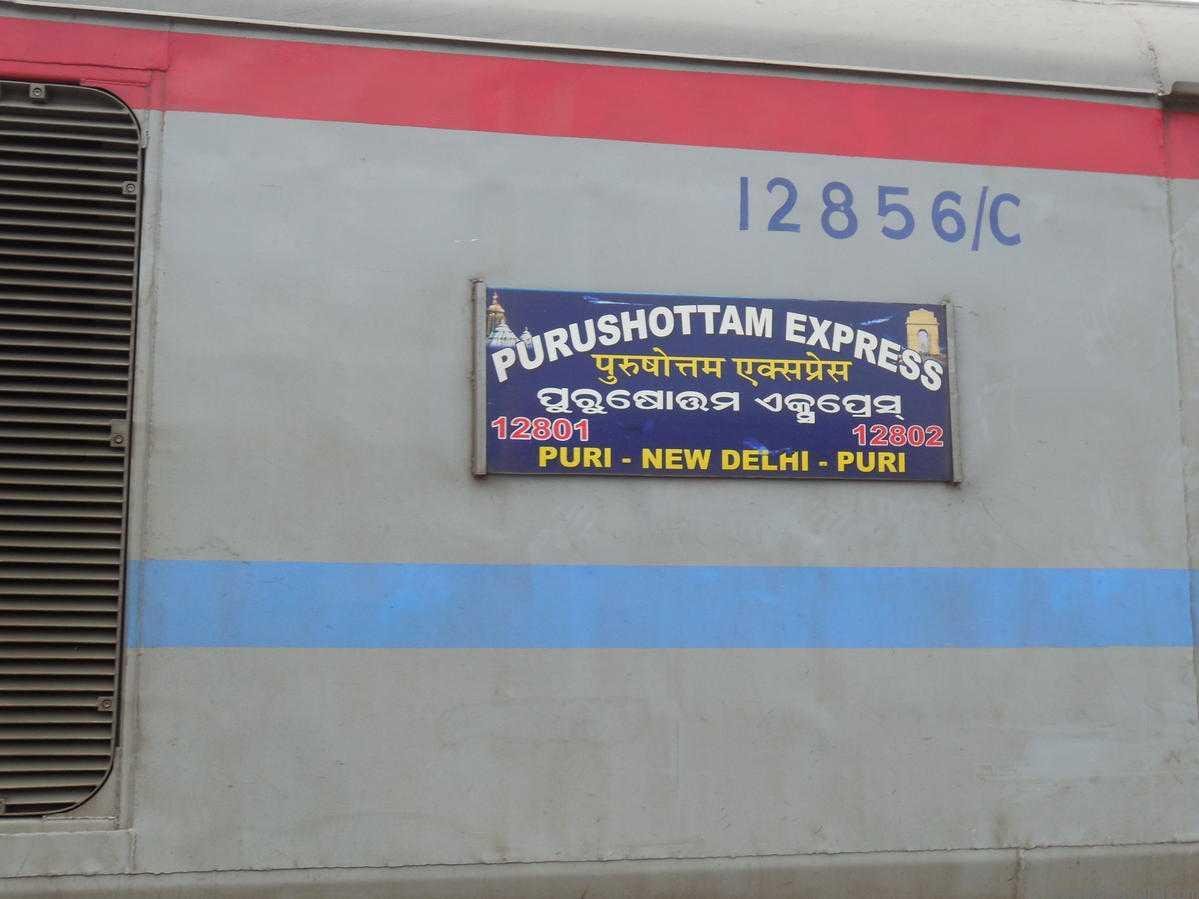 12856/C
PURUSHOTTAM EXPRESS
पुरुषोत्तम एक्सप्रेस
ପୁରୁଷୋତ୍ତମ ଏକ୍ସପ୍ରେସ୍
12801 12802
PURI - NEW DELHI - PURI